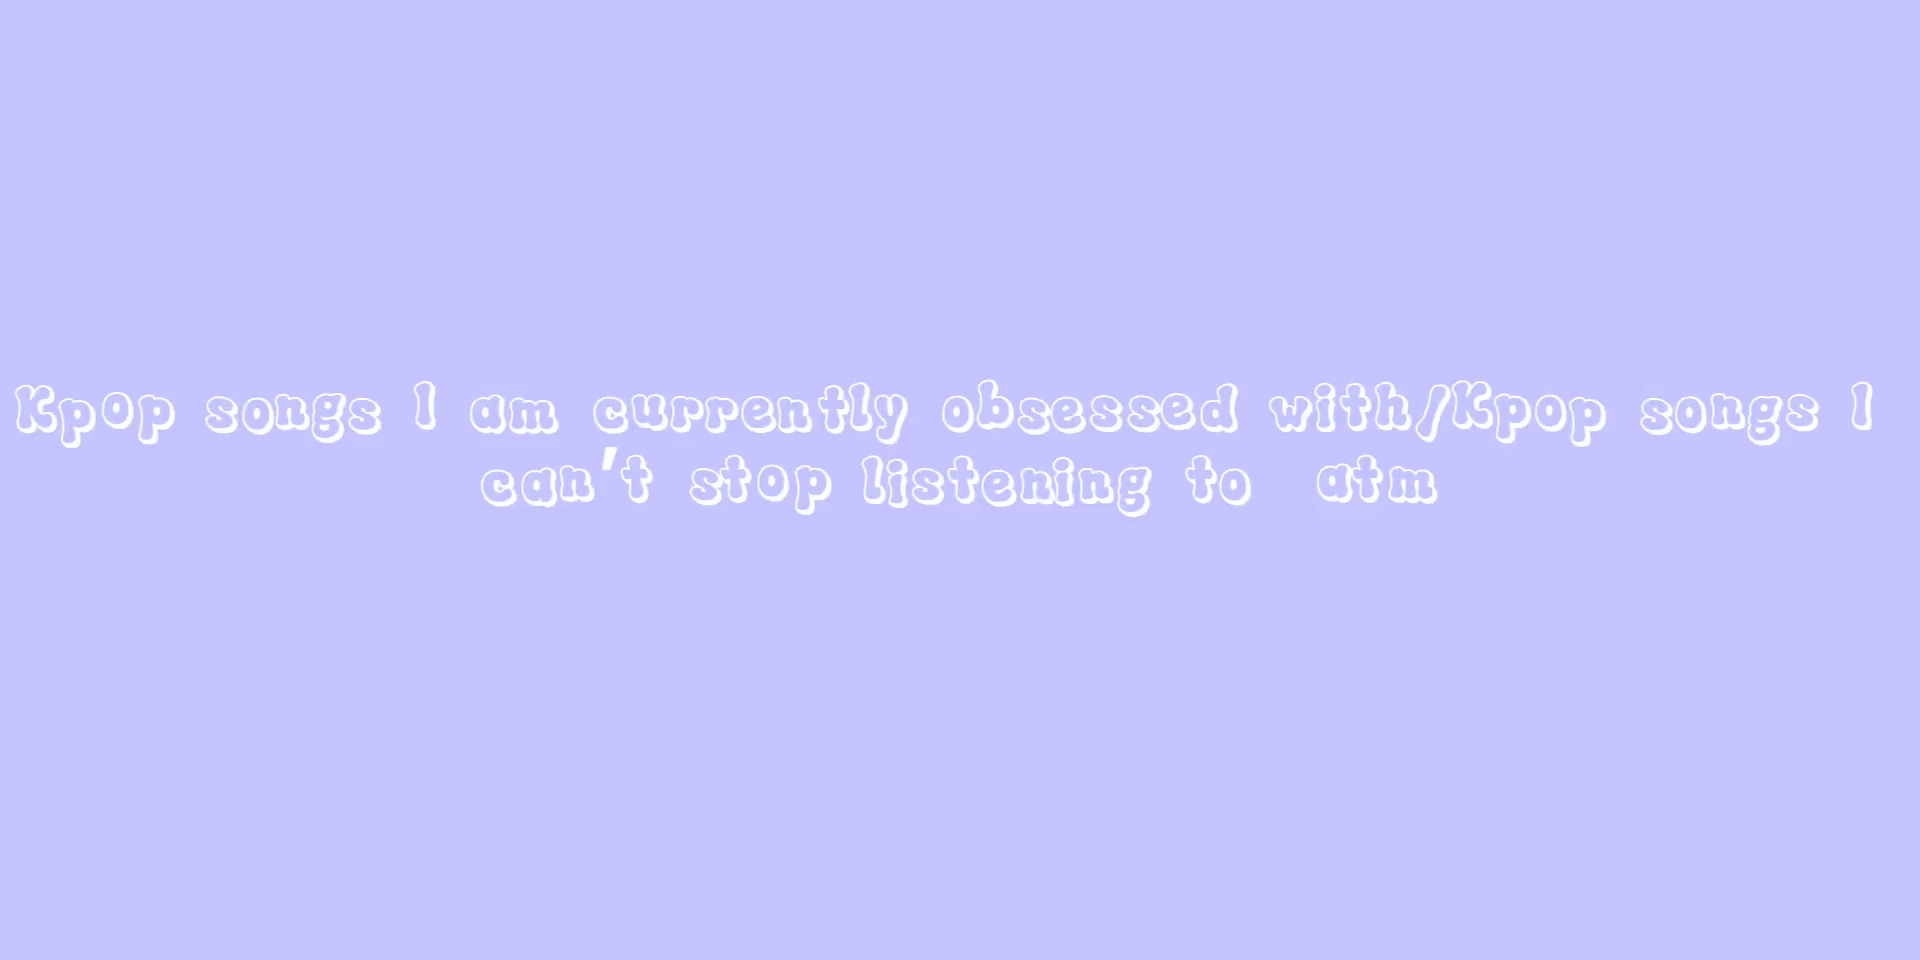 Kpop songs I am currently obsessed with/Kpop songs I
can't stop listening to atm